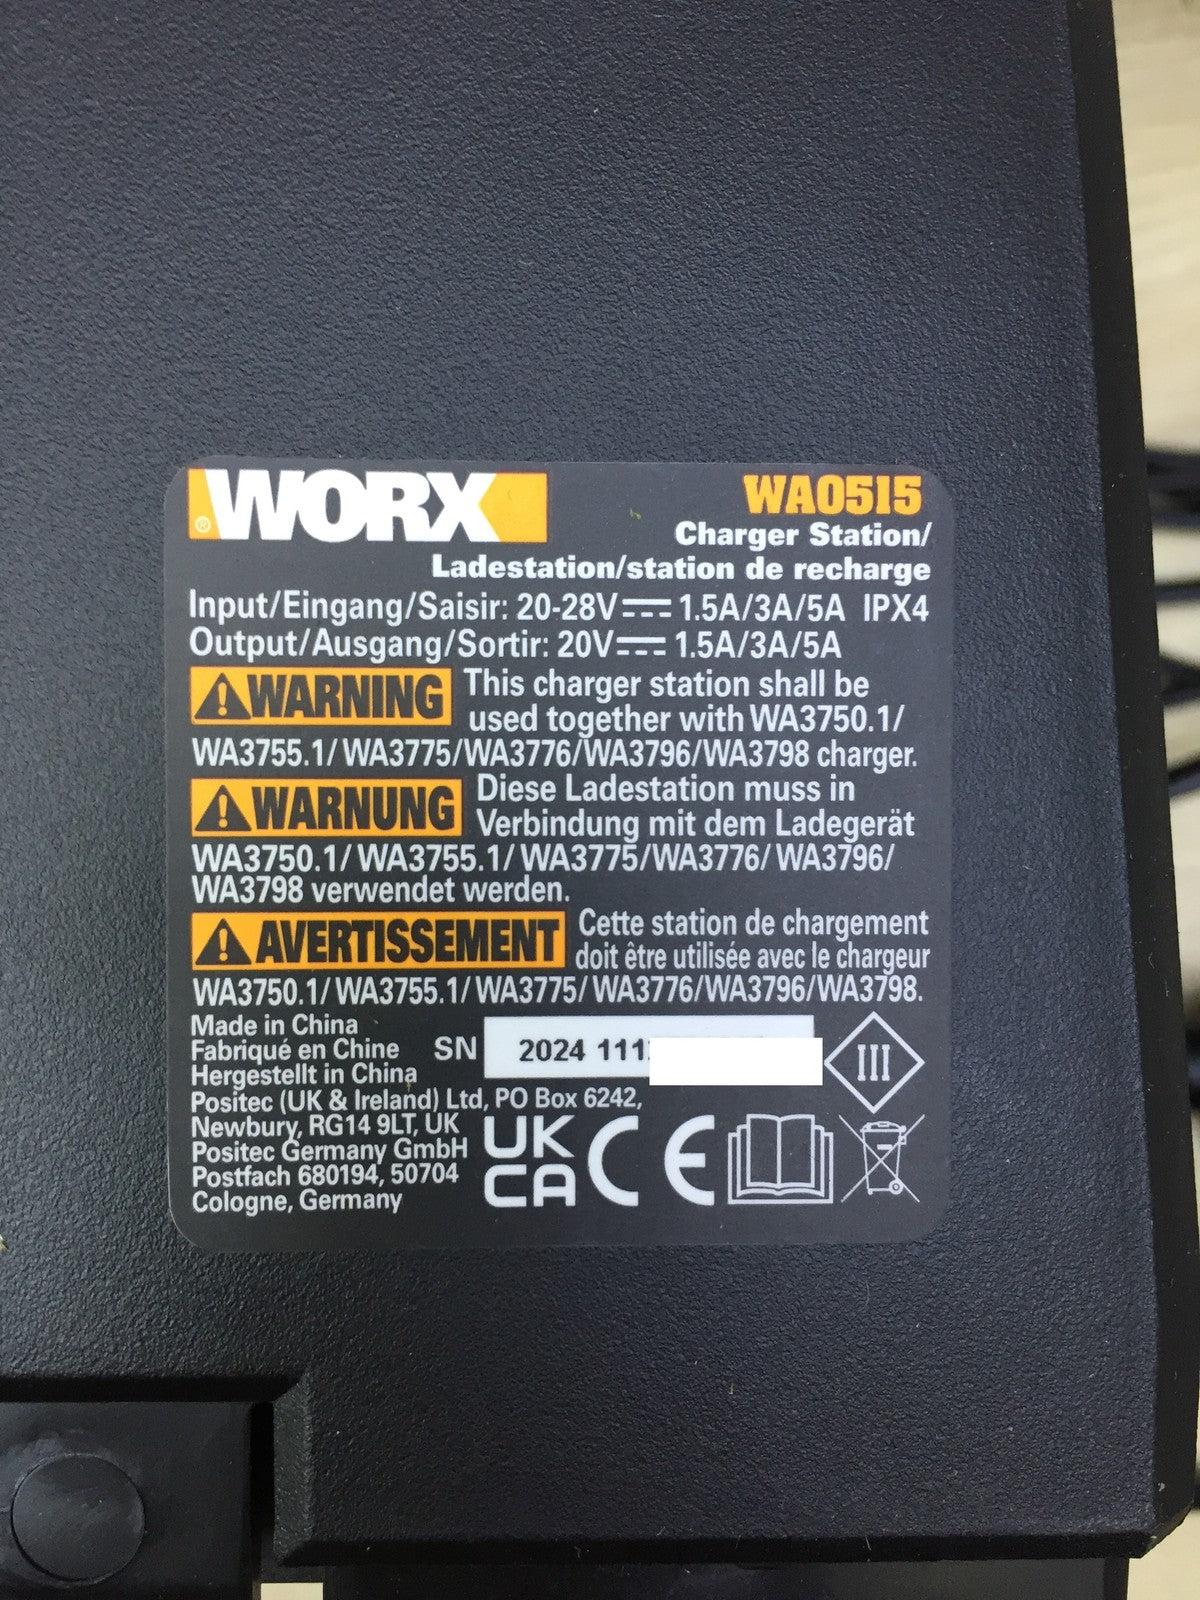 WORX®
WA0515
Charger Station/
Ladestation/station de recharge
Input/Eingang/Saisir: 20-28V⎓1.5A/3A/5A IPX4
Output/Ausgang/Sortir: 20V⎓1.5A/3A/5A
⚠WARNING This charger station shall be
used together with WA3750.1/
WA3755.1/WA3775/WA3776/WA3796/WA3798 charger.
⚠WARNUNG Diese Ladestation muss in
Verbindung mit dem Ladegerät
WA3750.1/WA3755.1/WA3775/WA3776/WA3796/
WA3798 verwendet werden.
⚠AVERTISSEMENT Cette station de chargement
doit être utilisée avec le chargeur
WA3750.1/WA3755.1/WA3775/WA3776/WA3796/WA3798.
Made in China
Fabriqué en Chine
Hergestellt in China
SN 2024 111
III
Positec (UK & Ireland) Ltd, PO Box 6242,
Newbury, RG14 9LT, UK
Positec Germany GmbH
Postfach 680194, 50704
Cologne, Germany
UK
CA
CE